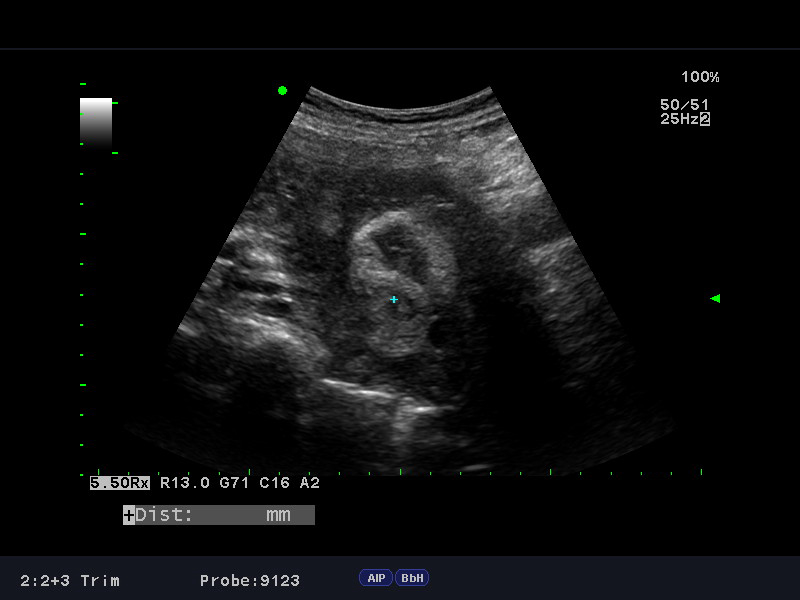 100%
50/51
25Hz2
5.50Rx R13.0 G71 C16 A2
+Dist: mm
2:2+3 Trim Probe:9123 AIP BbH